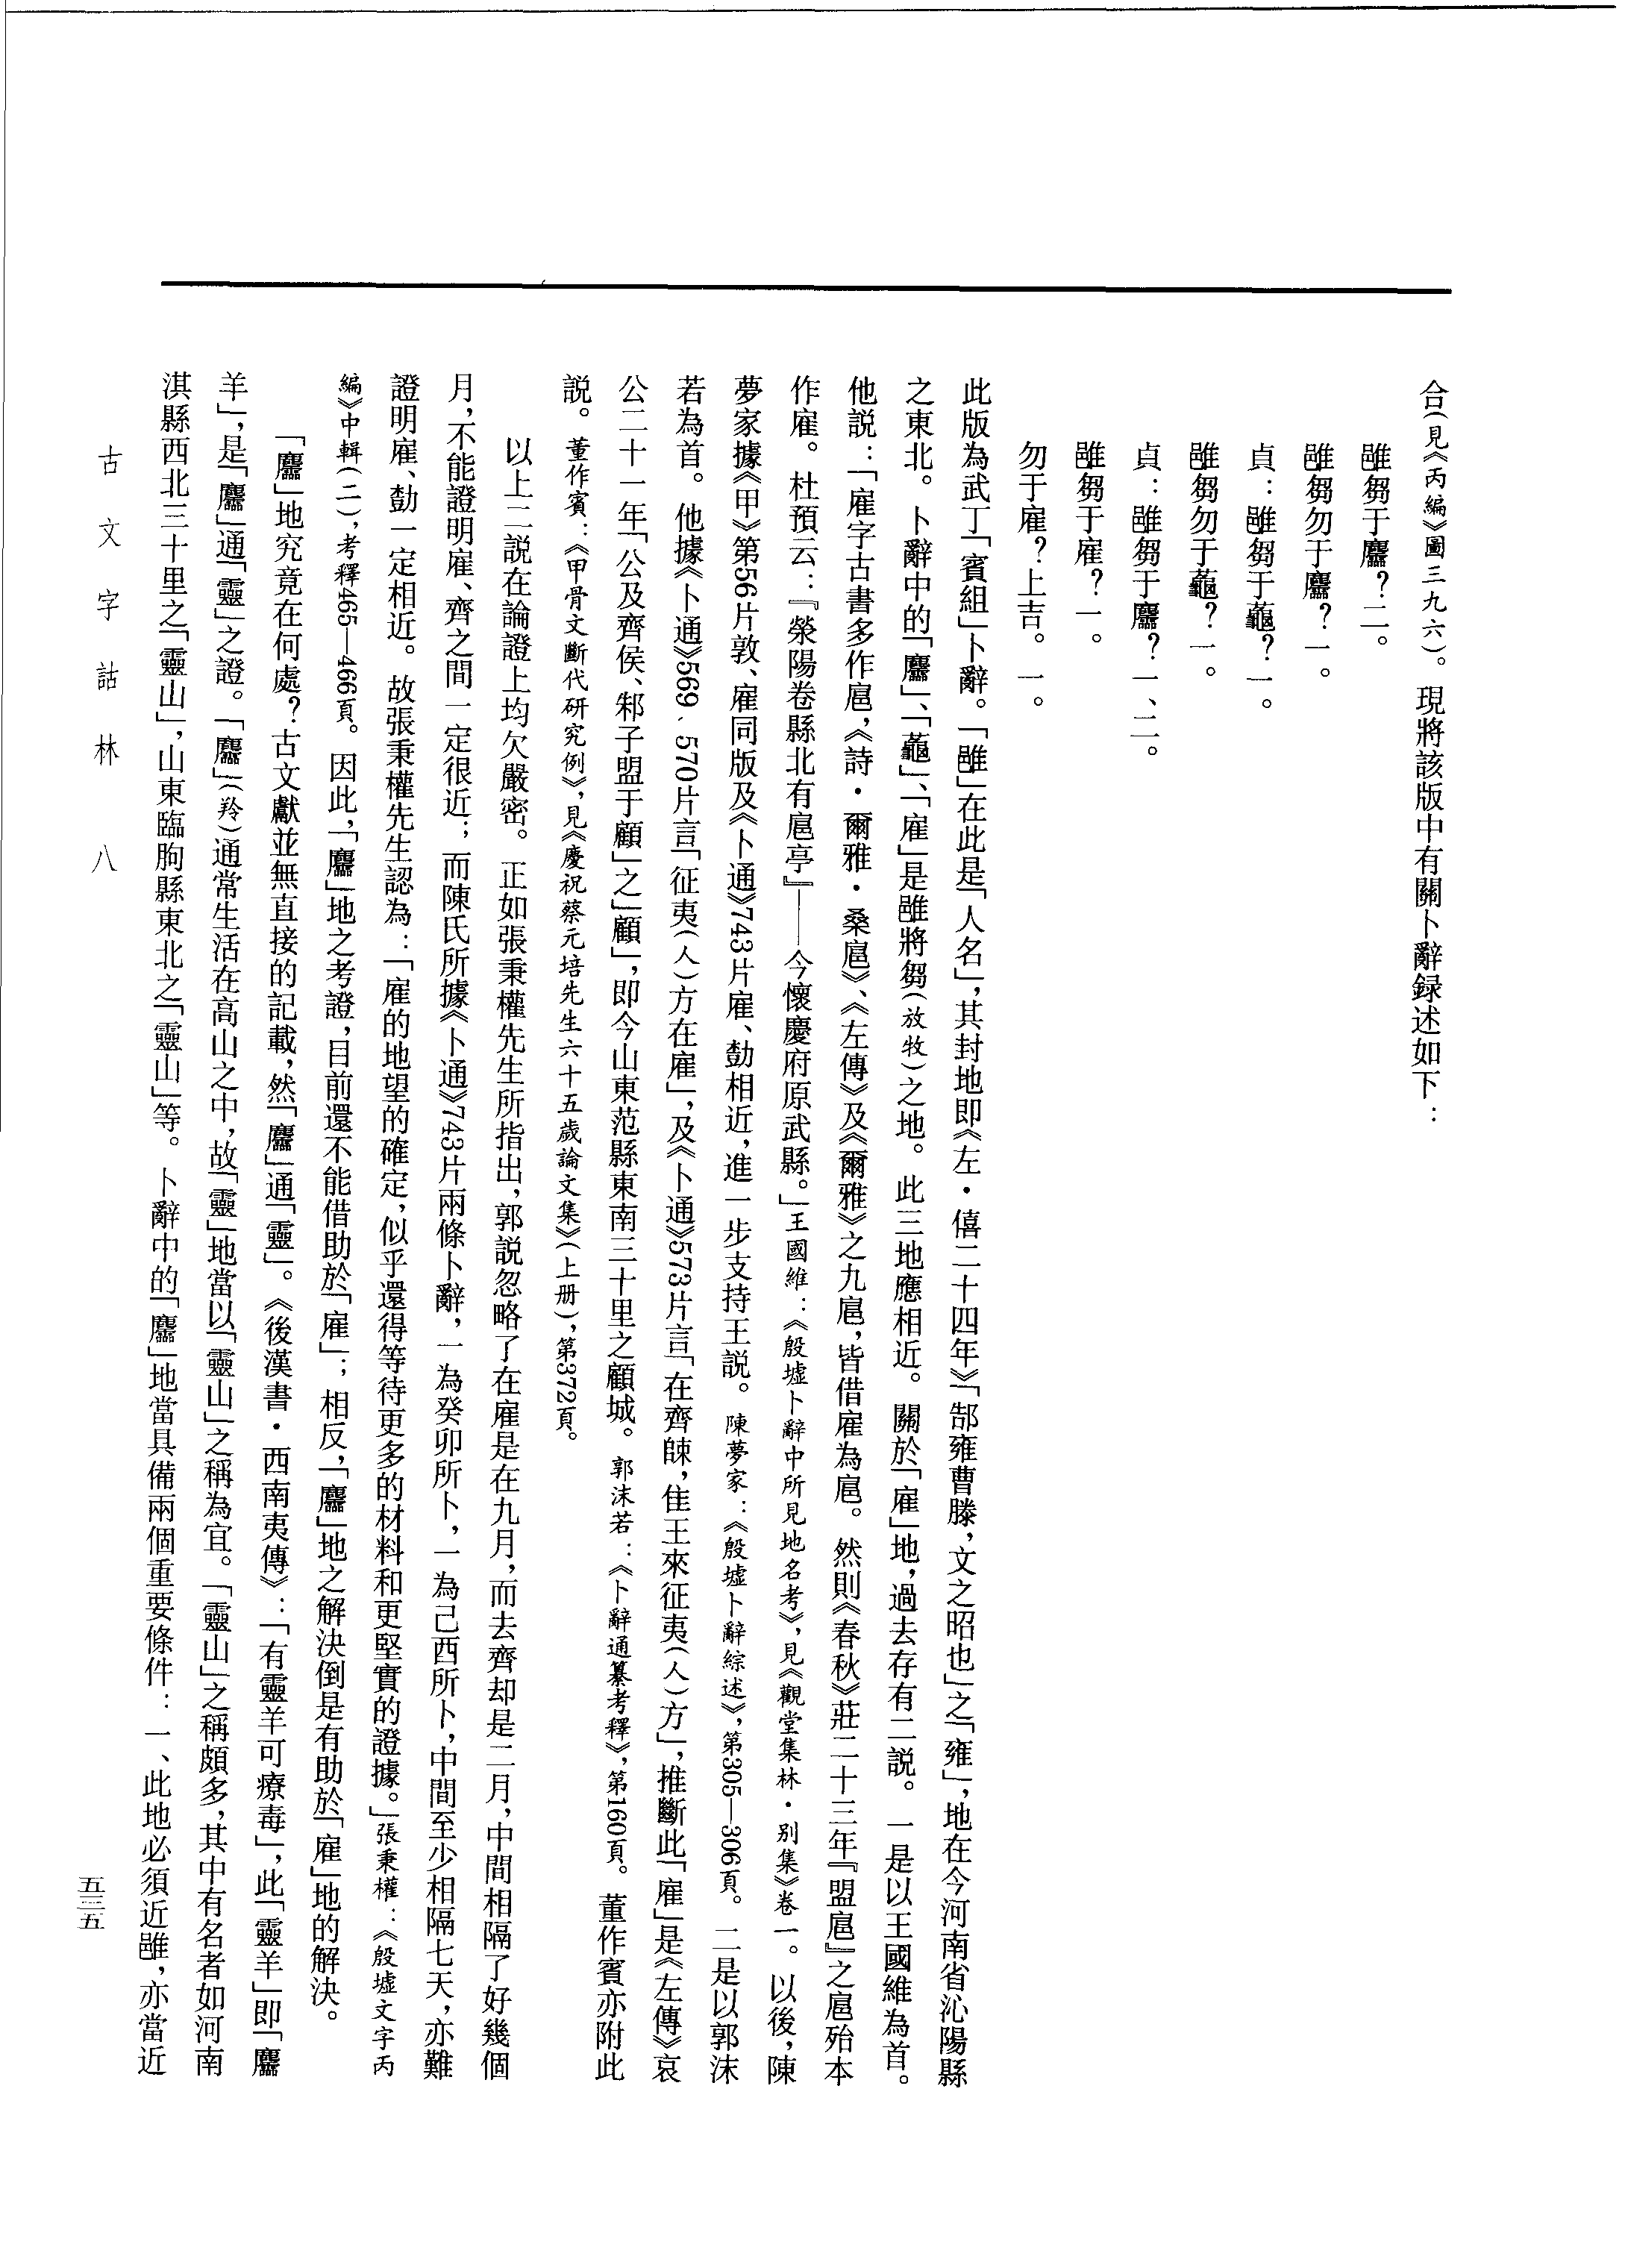 合(見《丙編》圖三九六)。現將該版中有關卜辭録述如下：
雝芻于麢？二。
雝芻勿于麢？一。
貞：雝芻于蘁？一。
雝芻勿于蘁？一。
貞：雝芻于麢？一、二。
雝芻于雇？一。
勿于雇？上吉。一。
此版為武丁「賓組」卜辭。「雝」在此是「人名」，其封地即《左·僖二十四年》「郜雍曹滕，文之昭也」之「雍」，地在今河南省沁陽縣
之東北。卜辭中的「麢」、「」、「雇」是雝將芻(放牧)之地。此三地應相近。關於「雇」地，過去存有二説。一是以王國維為首。
他説：「雇字古書多作扈，《詩·爾雅·桑扈》、《左傳》及《爾雅》之九扈，皆借雇為扈。然則《春秋》莊二十三年『盟扈』之扈殆本
作雇。杜預云：『滎陽卷縣北有扈亭』——今懷慶府原武縣。」王國維：《殷墟卜辭中所見地名考》，見《觀堂集林·别集》卷一。以後，陳
夢家據《甲》第56片敦、雇同版及《卜通》743片雇、勀相近，進一步支持王説。陳夢家：《殷墟卜辭綜述》，第305—306頁。二是以郭沫
若為首。他據《卜通》569、570片言「征夷(人)方在雇」，及《卜通》573片言「在齊𠂤，隹王來征夷(人)方」，推斷此「雇」是《左傳》哀
公二十一年「公及齊侯、邾子盟于顧」之「顧」，即今山東范縣東南三十里之顧城。郭沫若：《卜辭通纂考釋》，第160頁。董作賓亦附此
説。董作賓：《甲骨文斷代研究例》，見《慶祝蔡元培先生六十五歲論文集》(上册)，第372頁。
以上二説在論證上均欠嚴密。正如張秉權先生所指出，郭説忽略了在雇是在九月，而去齊却是二月，中間相隔了好幾個
月，不能證明雇、齊之間一定很近；而陳氏所據《卜通》743片兩條卜辭，一為癸卯所卜，一為己酉所卜，中間至少相隔七天，亦難
證明雇、勀一定相近。故張秉權先生認為：「雇的地望的確定，似乎還得等待更多的材料和更堅實的證據。」張秉權：《殷墟文字丙
編》中輯(二)，考釋465—466頁。因此，「麢」地之考證，目前還不能借助於「雇」；相反，「麢」地之解決倒是有助於「雇」地的解決。
「麢」地究竟在何處？古文獻並無直接的記載，然「麢」通「靈」。《後漢書·西南夷傳》：「有靈羊可療毒」，此「靈羊」即「麢
羊」，是「麢」通「靈」之證。「麢」(羚)通常生活在高山之中，故「靈」地當以「靈山」之稱為宜。「靈山」之稱頗多，其中有名者如河南
淇縣西北三十里之「靈山」，山東臨朐縣東北之「靈山」等。卜辭中的「麢」地當具備兩個重要條件：一、此地必須近雝，亦當近
古文字詁林　八
五三五